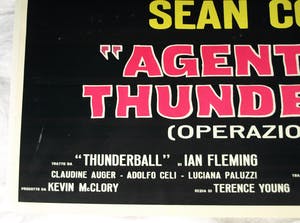 SEAN CO
"AGENT
THUNDE
(OPERAZIO
TRATTO DA "THUNDERBALL" DI IAN FLEMING
CLAUDINE AUGER - ADOLFO CELI - LUCIANA PALUZZI
PRODOTTO DA KEVIN McCLORY REGIA DI TERENCE YOUNG